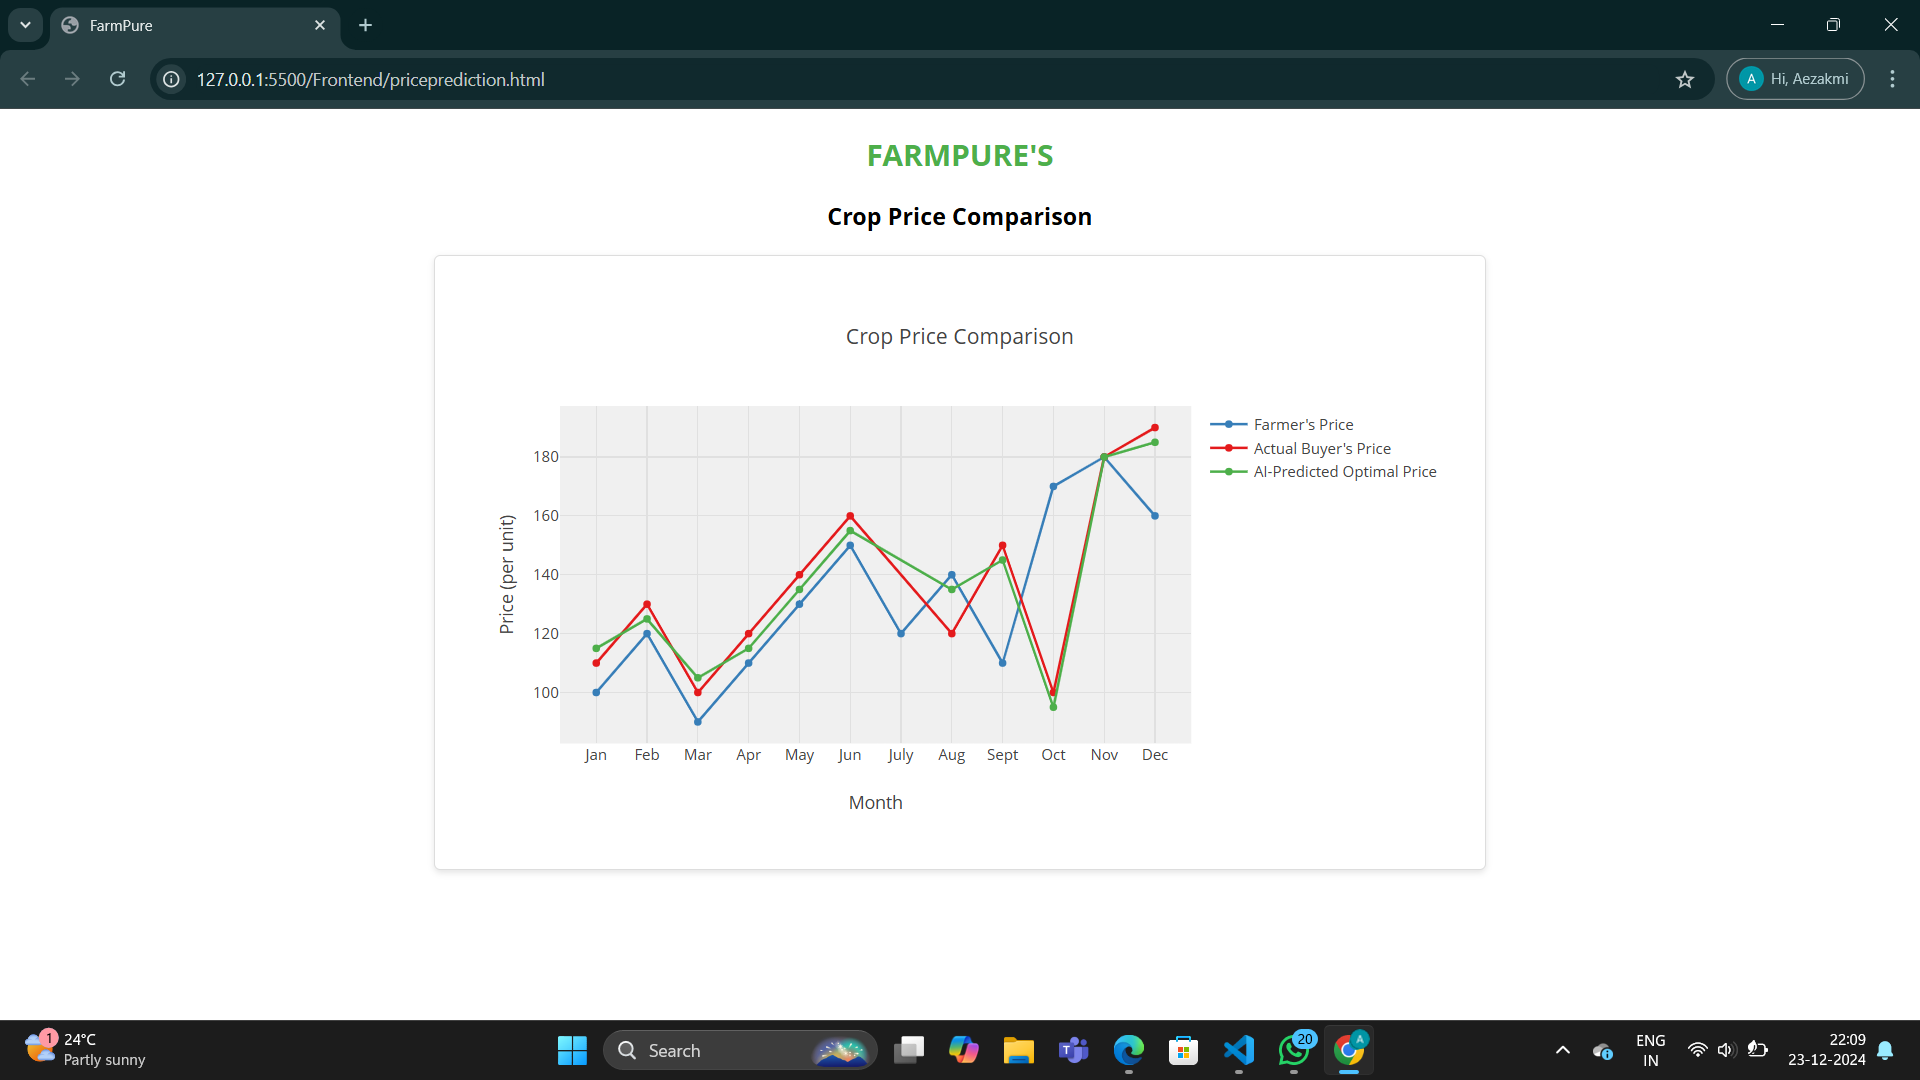 FarmPure
127.0.0.1:5500/Frontend/priceprediction.html
A
Hi, Aezakmi
FARMPURE'S
Crop Price Comparison
Crop Price Comparison
Farmer's Price
Actual Buyer's Price
AI-Predicted Optimal Price
180
160
140
120
100
Price (per unit)
Jan Feb Mar Apr May Jun July Aug Sept Oct Nov Dec
Month
1
24°C
Partly sunny
Search
T
20
A
ENG
IN
22:09
23-12-2024